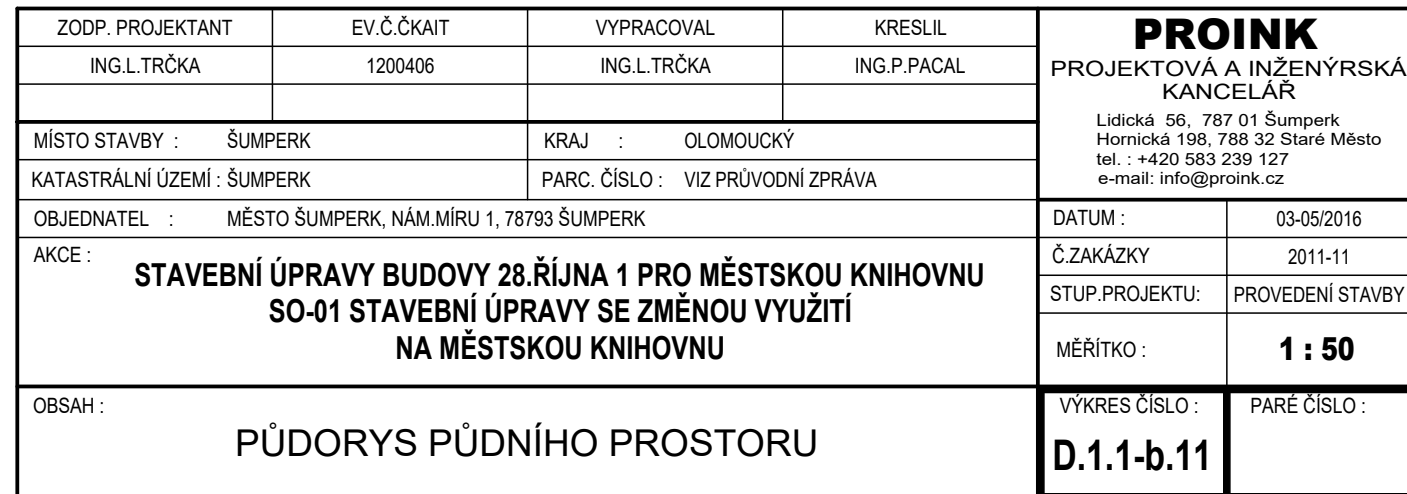 ZODP. PROJEKTANT EV.Č.ČKAIT VYPRACOVAL KRESLIL
ING.L.TRČKA 1200406 ING.L.TRČKA ING.P.PACAL
MÍSTO STAVBY : ŠUMPERK KRAJ : OLOMOUCKÝ
KATASTRÁLNÍ ÚZEMÍ : ŠUMPERK PARC. ČÍSLO : VIZ PRŮVODNÍ ZPRÁVA
OBJEDNATEL : MĚSTO ŠUMPERK, NÁM.MÍRU 1, 78793 ŠUMPERK
AKCE :
STAVEBNÍ ÚPRAVY BUDOVY 28.ŘÍJNA 1 PRO MĚSTSKOU KNIHOVNU
SO-01 STAVEBNÍ ÚPRAVY SE ZMĚNOU VYUŽITÍ
NA MĚSTSKOU KNIHOVNU
OBSAH :
PŮDORYS PŮDNÍHO PROSTORU
PROINK
PROJEKTOVÁ A INŽENÝRSKÁ
KANCELÁŘ
Lidická 56, 787 01 Šumperk
Hornická 198, 788 32 Staré Město
tel. : +420 583 239 127
e-mail: info@proink.cz
DATUM : 03-05/2016
Č.ZAKÁZKY 2011-11
STUP.PROJEKTU: PROVEDENÍ STAVBY
MĚŘÍTKO : 1 : 50
VÝKRES ČÍSLO : PARÉ ČÍSLO :
D.1.1-b.11